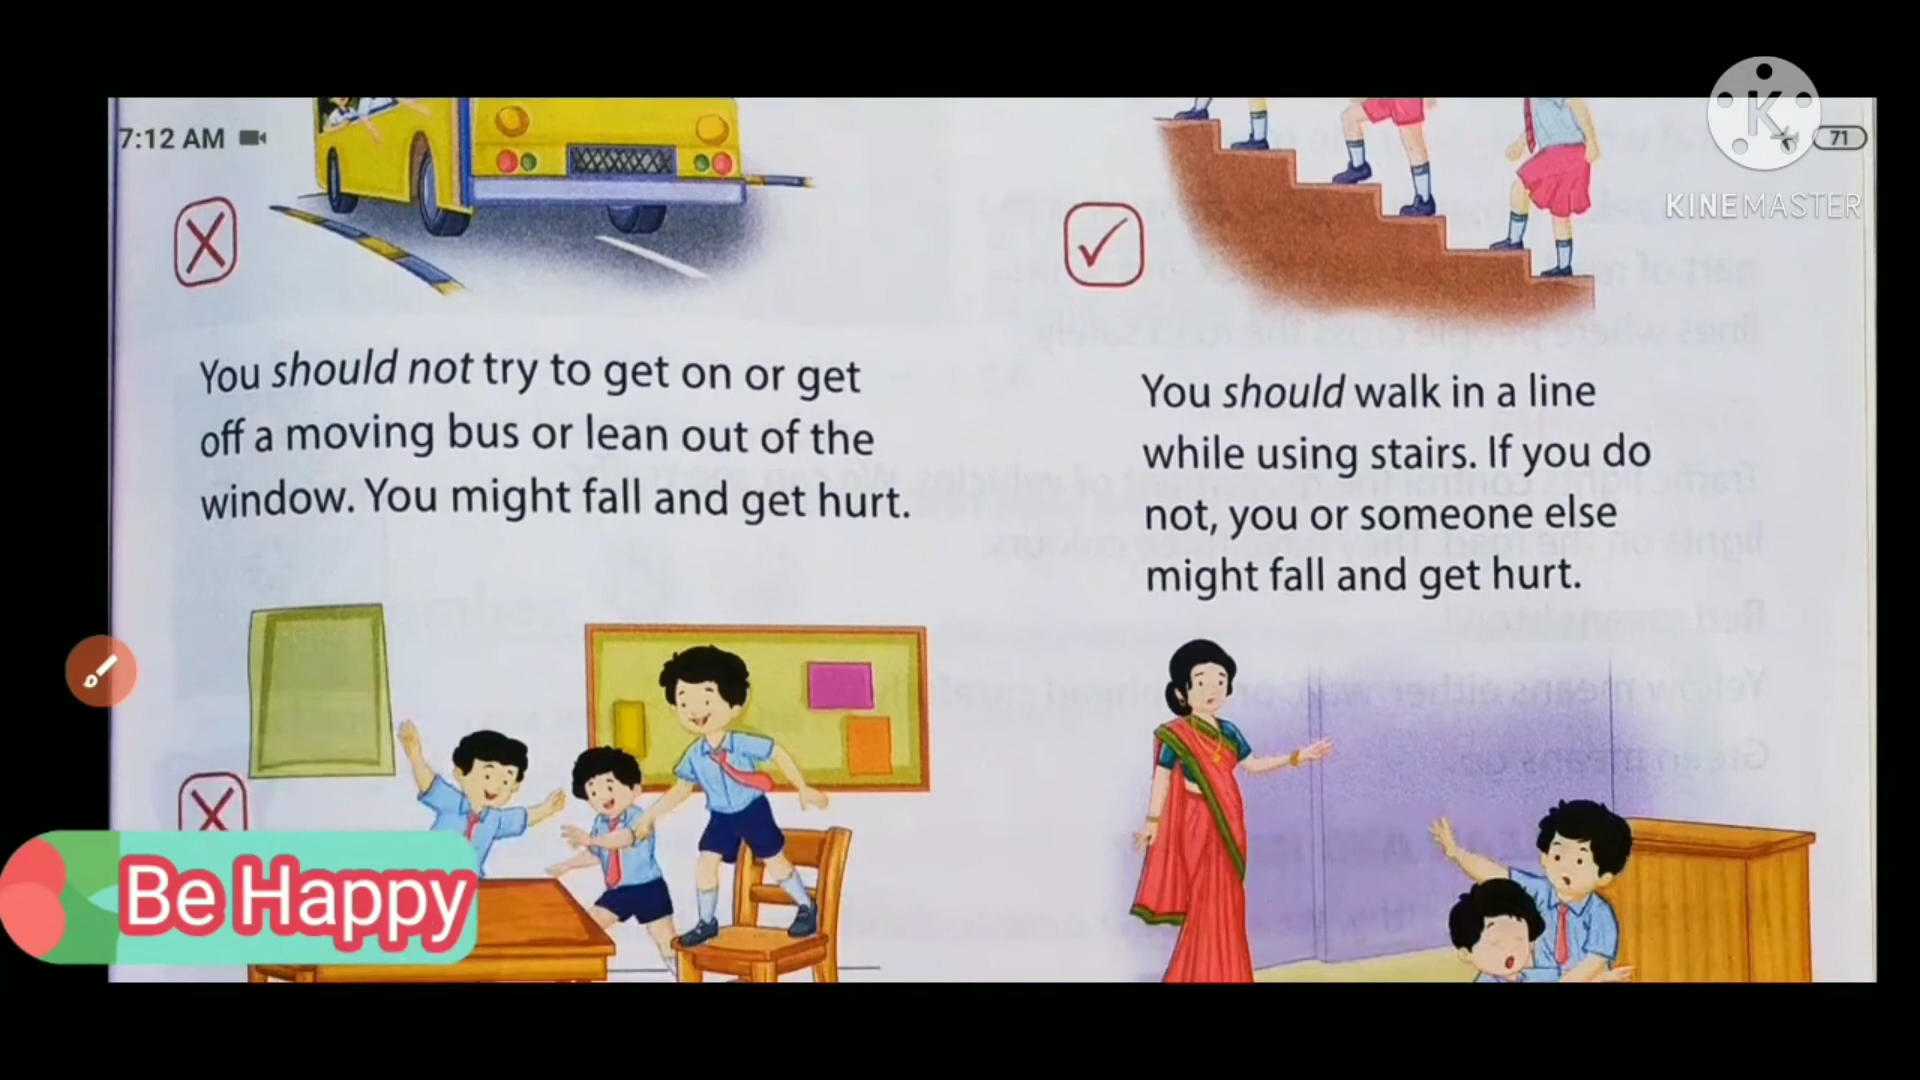 7:12 AM
71
KINEMASTER
You should not try to get on or get
off a moving bus or lean out of the
window. You might fall and get hurt.
You should walk in a line
while using stairs. If you do
not, you or someone else
might fall and get hurt.
Be Happy